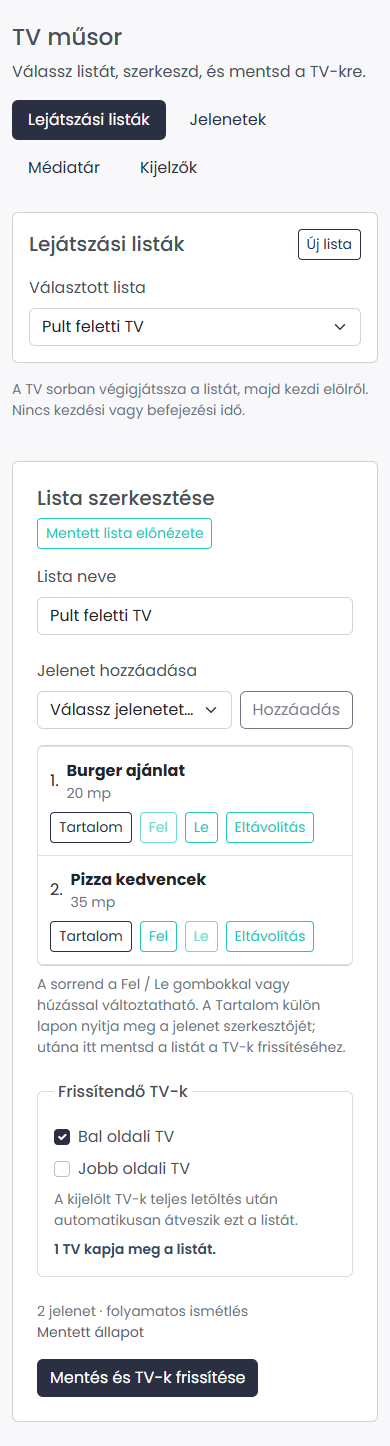 TV műsor
Válassz listát, szerkeszd, és mentsd a TV-kre.
Lejátszási listák
Jelenetek
Médiatár
Kijelzők
Lejátszási listák
Új lista
Választott lista
Pult feletti TV
A TV sorban végigjátssza a listát, majd kezdi elölről.
Nincs kezdési vagy befejezési idő.
Lista szerkesztése
Mentett lista előnézete
Lista neve
Pult feletti TV
Jelenet hozzáadása
Válassz jelenetet...
Hozzáadás
1. Burger ajánlat
20 mp
Tartalom Fel Le Eltávolítás
2. Pizza kedvencek
35 mp
Tartalom Fel Le Eltávolítás
A sorrend a Fel / Le gombokkal vagy
húzással változtatható. A Tartalom külön
lapon nyitja meg a jelenet szerkesztőjét;
utána itt mentsd a listát a TV-k frissítéséhez.
Frissítendő TV-k
Bal oldali TV
Jobb oldali TV
A kijelölt TV-k teljes letöltés után
automatikusan átveszik ezt a listát.
1 TV kapja meg a listát.
2 jelenet · folyamatos ismétlés
Mentett állapot
Mentés és TV-k frissítése